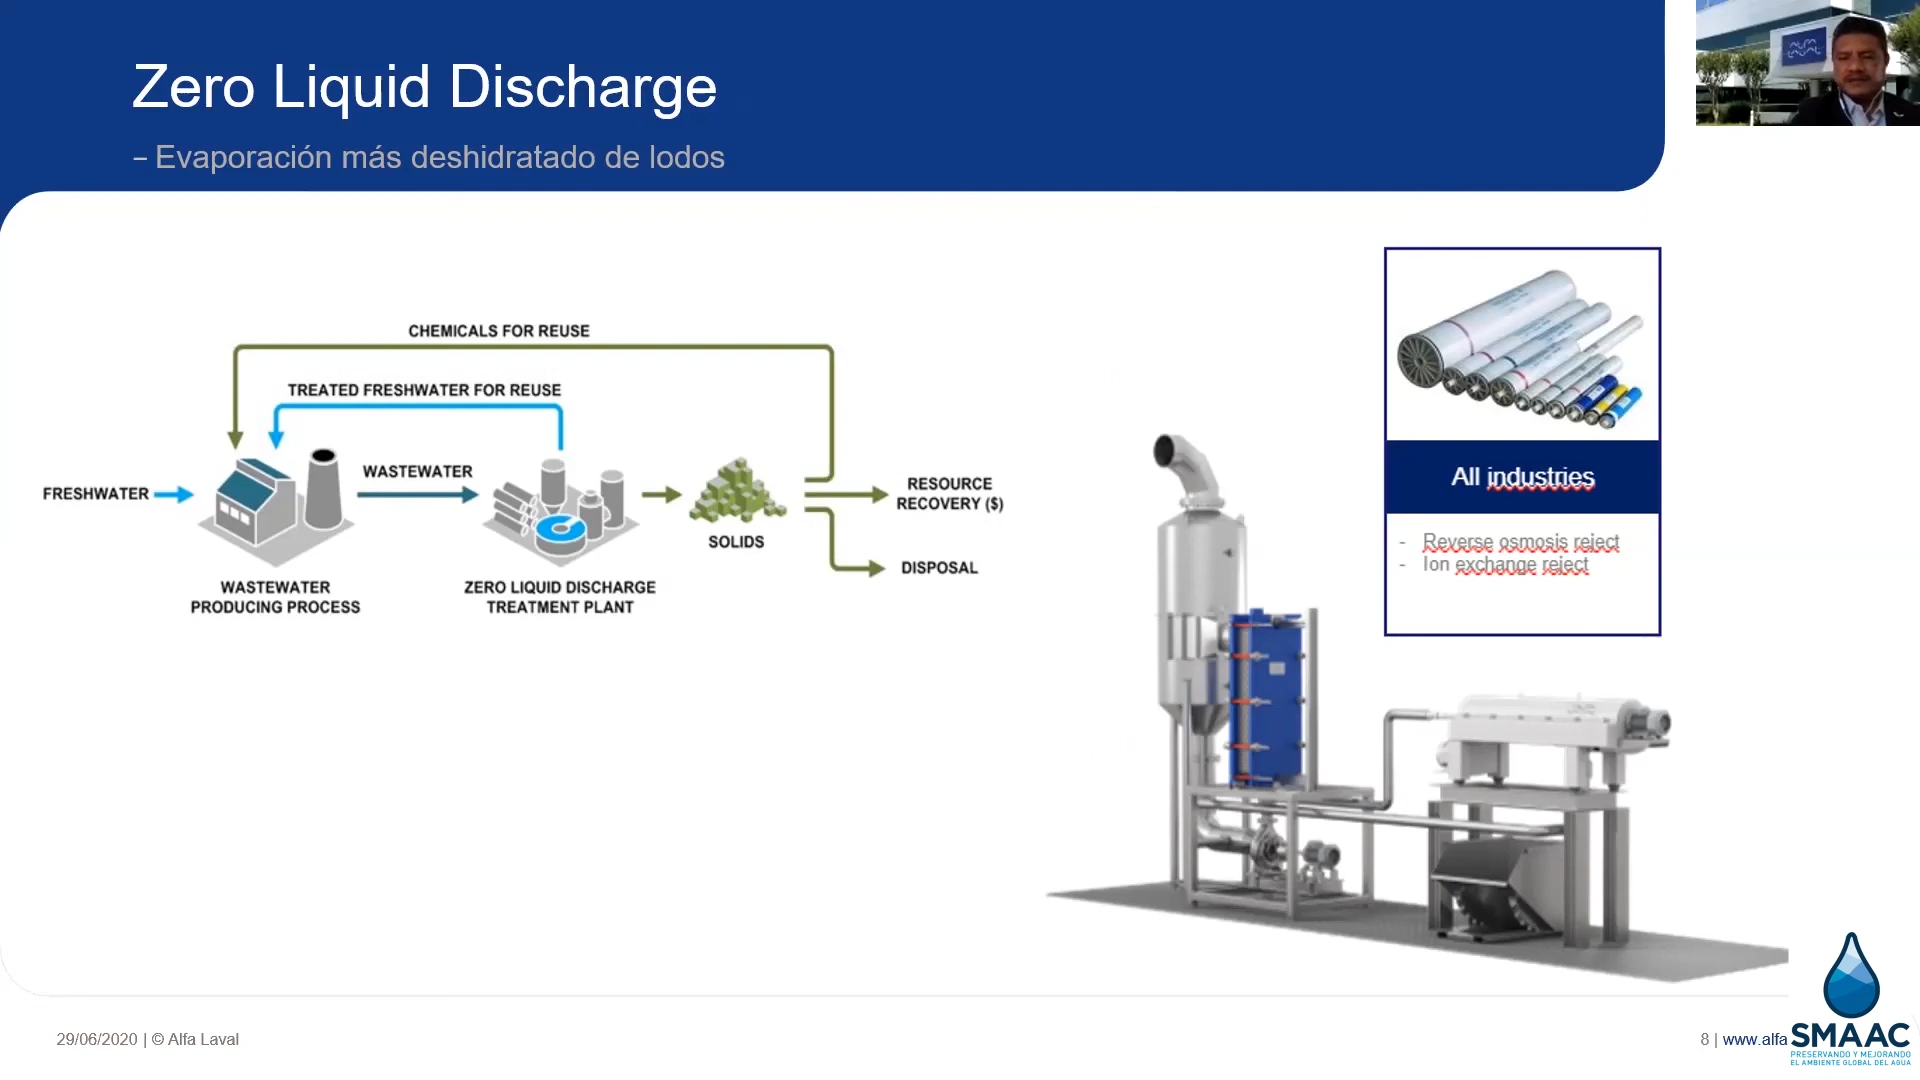 Zero Liquid Discharge
– Evaporación más deshidratado de lodos
CHEMICALS FOR REUSE
TREATED FRESHWATER FOR REUSE
FRESHWATER
WASTEWATER
WASTEWATER
PRODUCING PROCESS
ZERO LIQUID DISCHARGE
TREATMENT PLANT
SOLIDS
RESOURCE
RECOVERY ($)
DISPOSAL
All industries
- Reverse osmosis reject
- Ion exchange reject
29/06/2020 | © Alfa Laval
8 | www.alfa
SMAAC
PRESERVANDO Y MEJORANDO
EL AMBIENTE GLOBAL DEL AGUA